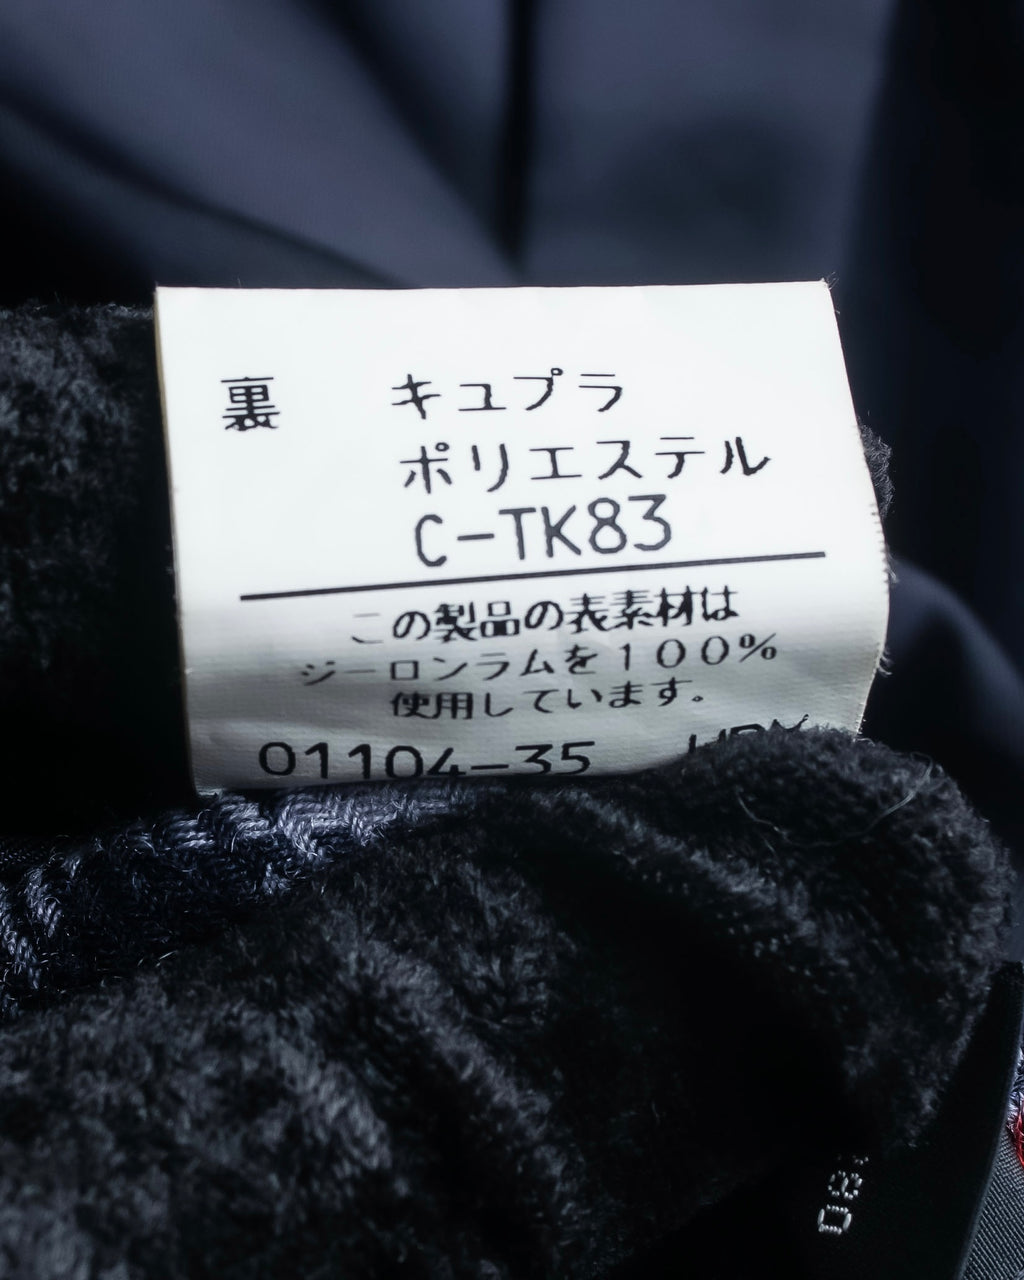 裏 キュプラ
ポリエステル
C-TK83
この製品の表素材は
ジーロンラムを100%
使用しています。
01104-35